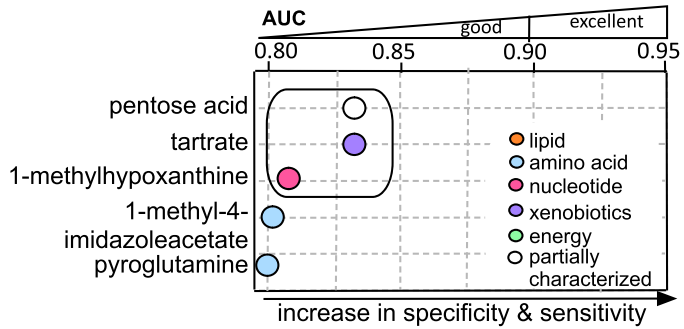 AUC
good
excellent
0.80 0.85 0.90 0.95
pentose acid
tartrate
1-methylhypoxanthine
1-methyl-4-
imidazoleacetate
pyroglutamine
lipid
amino acid
nucleotide
xenobiotics
energy
partially
characterized
increase in specificity & sensitivity